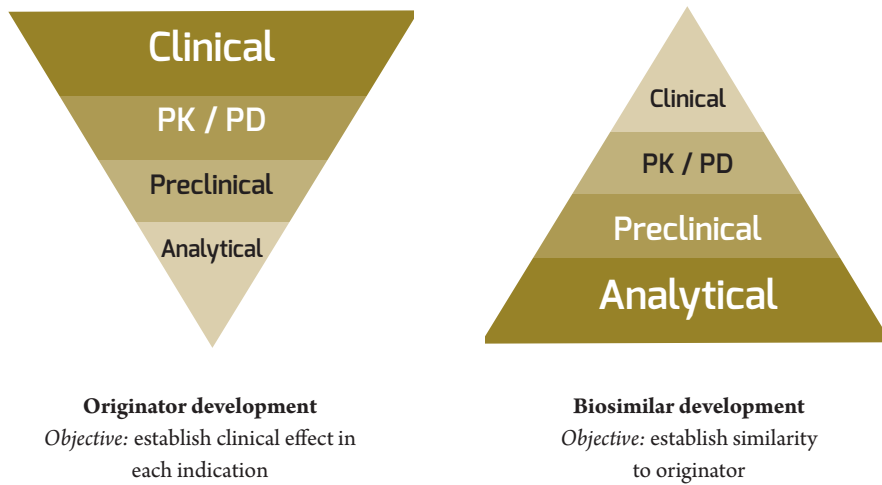 Clinical
PK / PD
Preclinical
Analytical
Originator development
Objective: establish clinical effect in
each indication
Clinical
PK / PD
Preclinical
Analytical
Biosimilar development
Objective: establish similarity
to originator